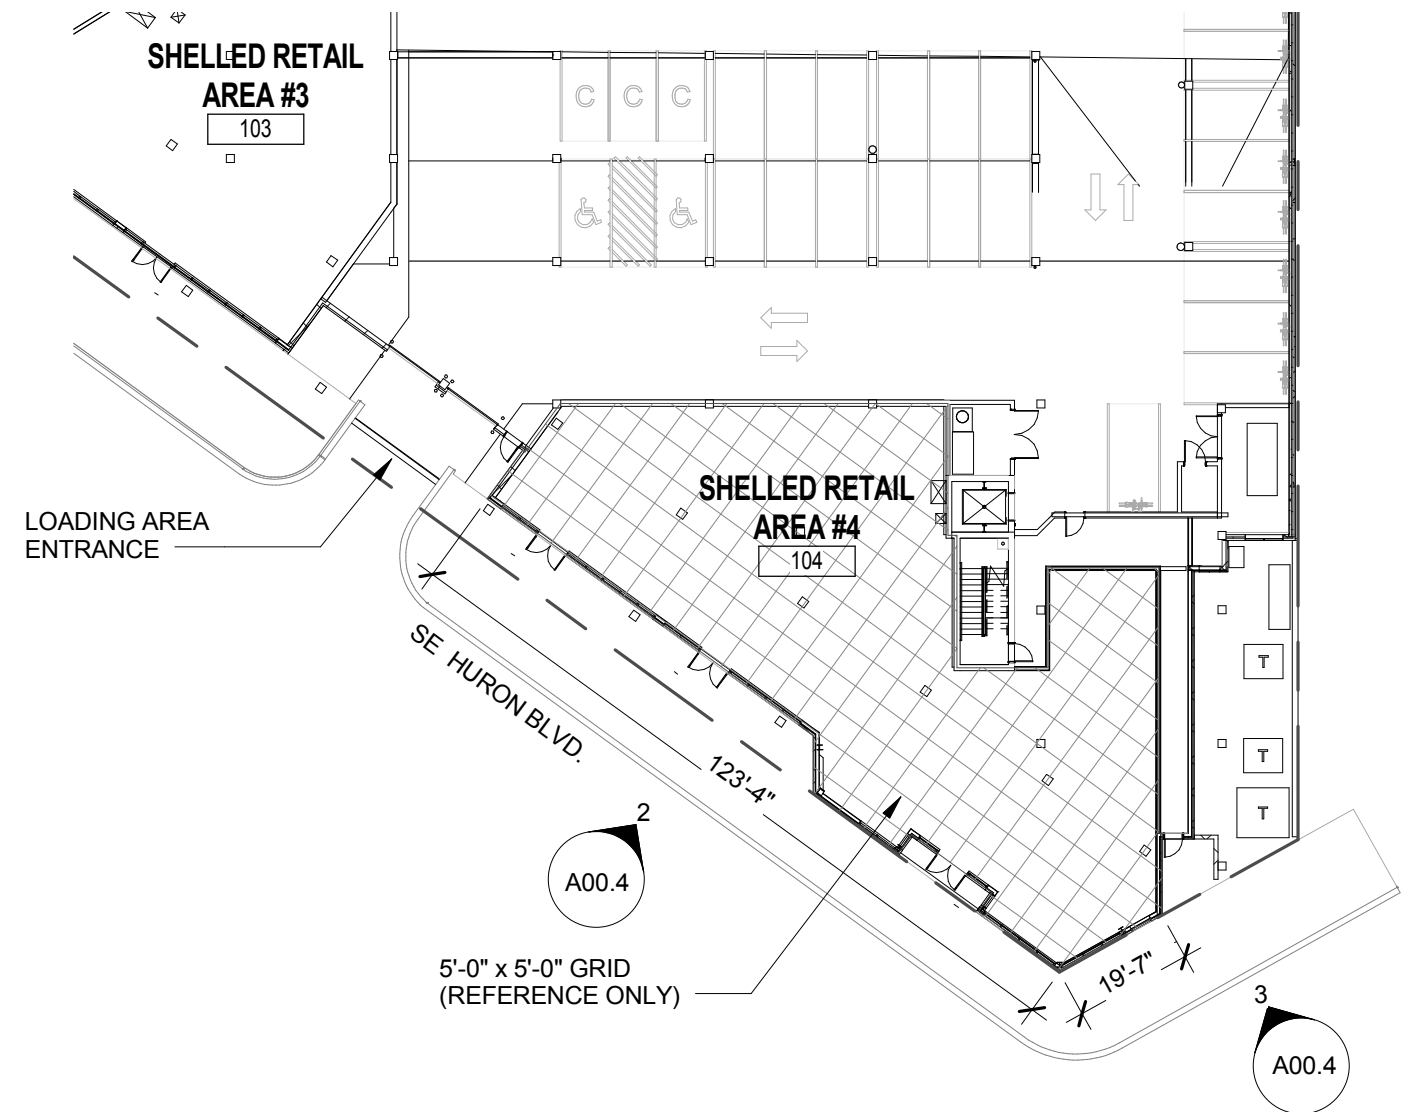 SHELLED RETAIL
AREA #3
103
C C C
SHELLED RETAIL
AREA #4
104
LOADING AREA
ENTRANCE
SE HURON BLVD.
123'-4"
T
T
T
2
A00.4
5'-0" x 5'-0" GRID
(REFERENCE ONLY)
19'-7"
3
A00.4